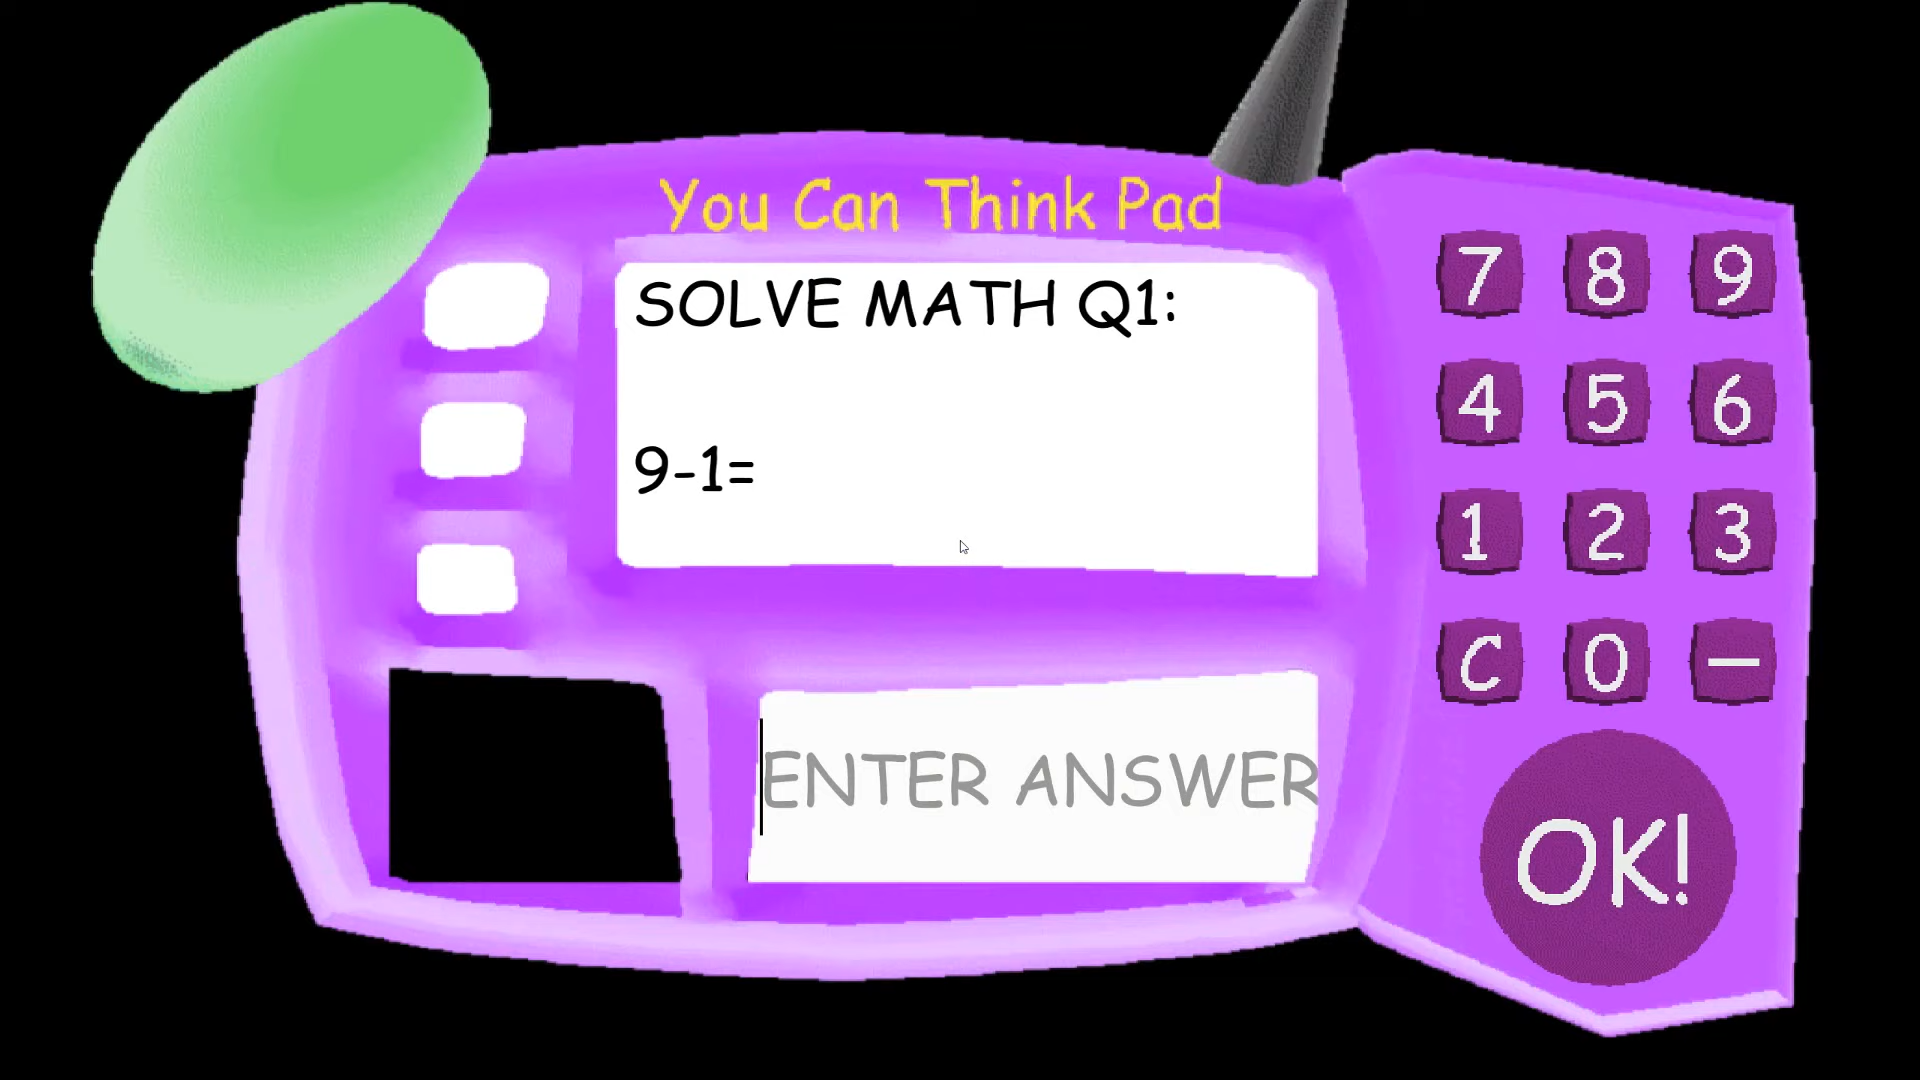 You Can Think Pad
SOLVE MATH Q1:
9-1=
ENTER ANSWER
7 8 9
4 5 6
1 2 3
C 0 —
OK!